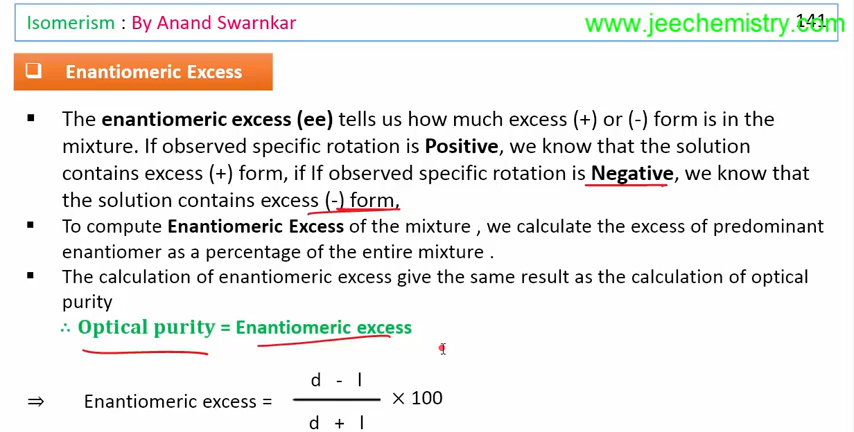 Isomerism : By Anand Swarnkar
www.jeechemistry.com
141
Enantiomeric Excess
The enantiomeric excess (ee) tells us how much excess (+) or (-) form is in the
mixture. If observed specific rotation is Positive, we know that the solution
contains excess (+) form, if If observed specific rotation is Negative, we know that
the solution contains excess (-) form,
To compute Enantiomeric Excess of the mixture , we calculate the excess of predominant
enantiomer as a percentage of the entire mixture .
The calculation of enantiomeric excess give the same result as the calculation of optical
purity
∴ Optical purity = Enantiomeric excess
d - l
⇒ Enantiomeric excess = × 100
d + l